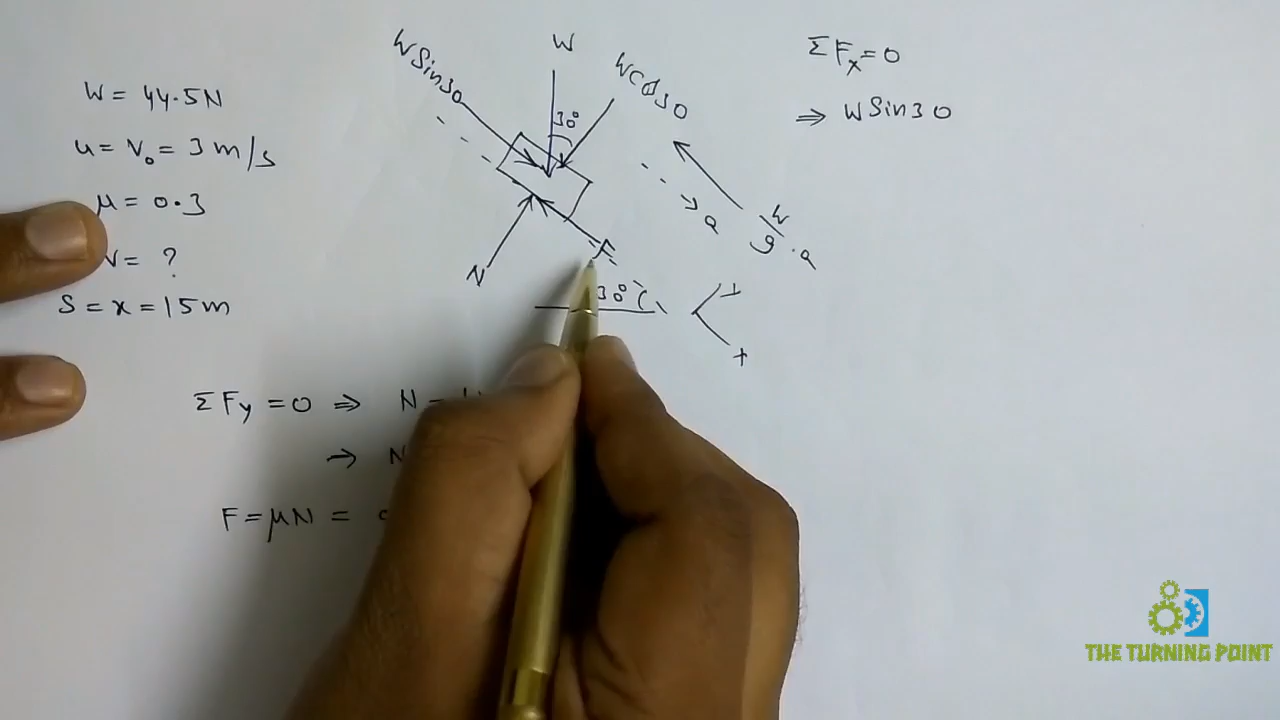 W = 44.5N
u = V₀ = 3 m/s
μ = 0.3
V = ?
S = x = 15m
W
WSin30
WCos30
30°
N
F
a
W/g . a
30°
y
x
ΣFx = 0
⇒ WSin30
ΣFy = 0 ⇒ N =
→ N
F = μN =
THE TURNING POINT